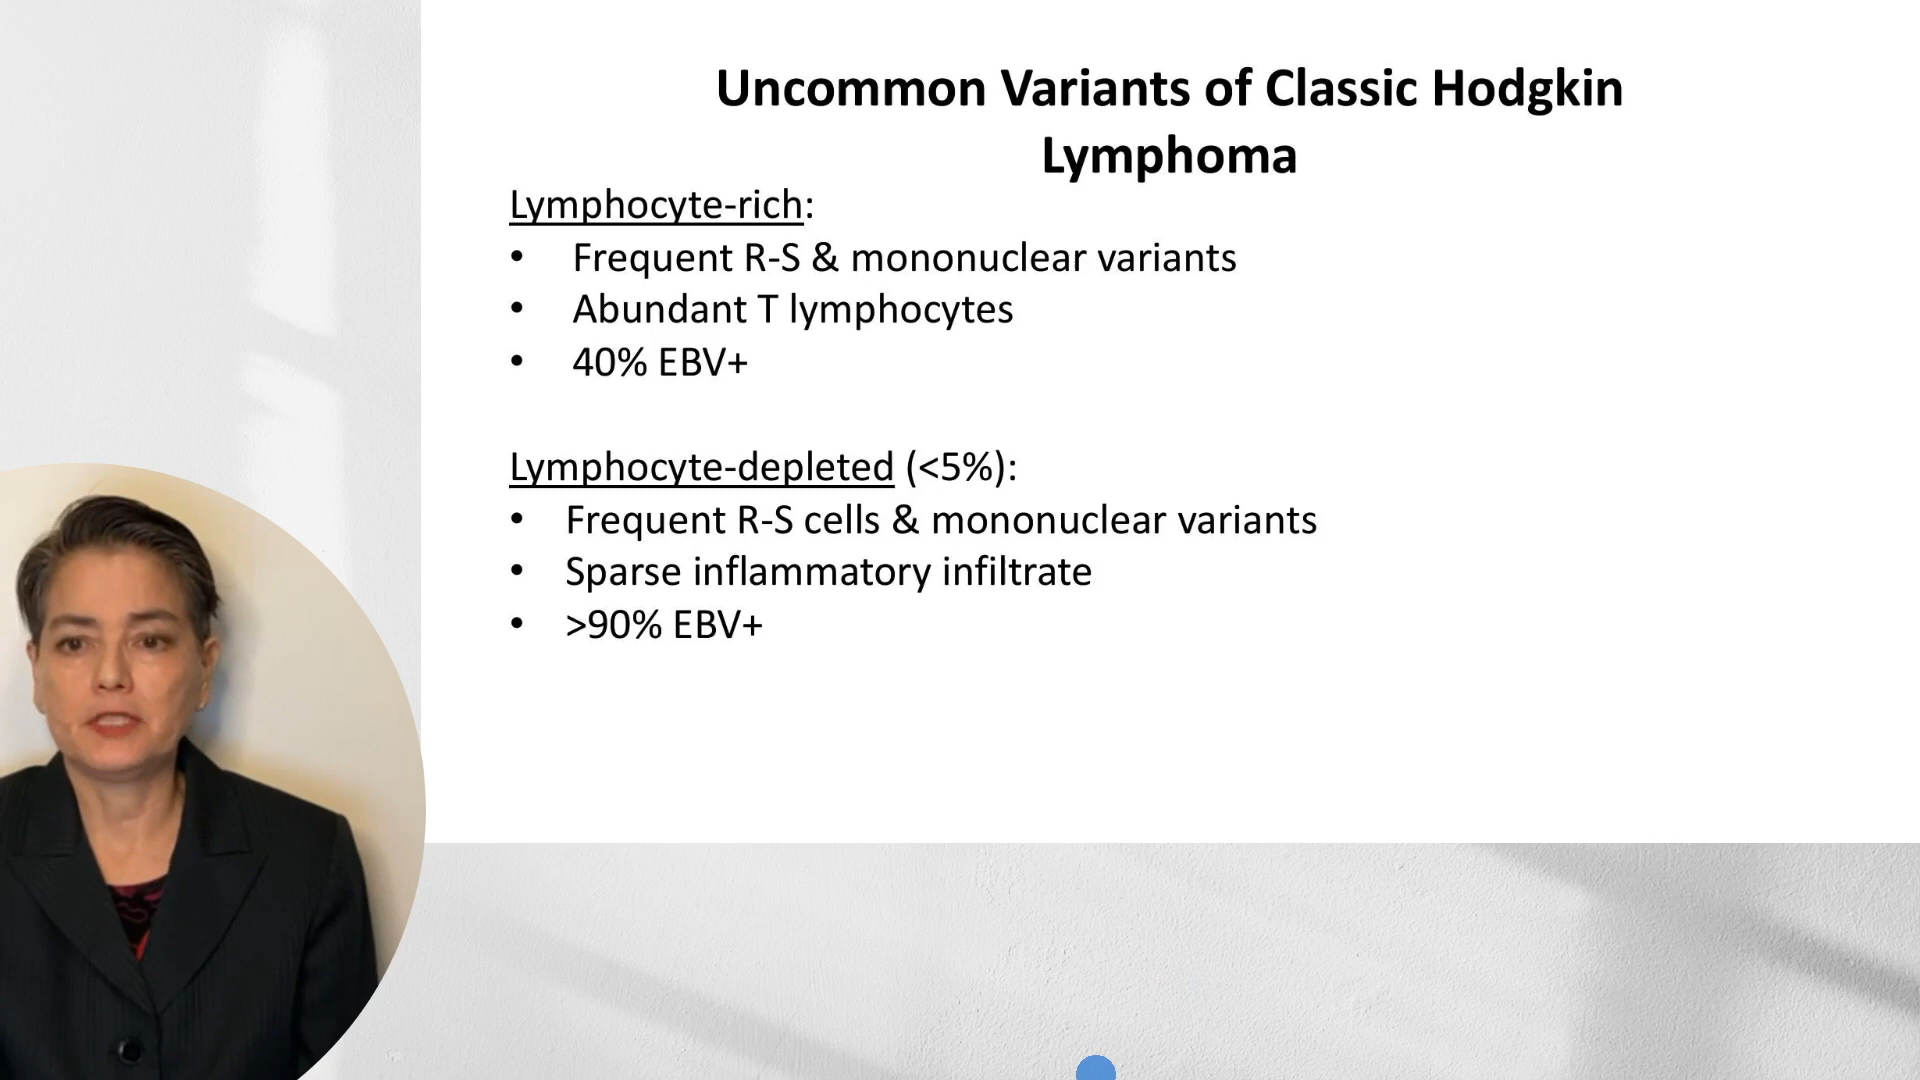 Uncommon Variants of Classic Hodgkin
Lymphoma
Lymphocyte-rich:
• Frequent R-S & mononuclear variants
• Abundant T lymphocytes
• 40% EBV+
Lymphocyte-depleted (<5%):
• Frequent R-S cells & mononuclear variants
• Sparse inflammatory infiltrate
• >90% EBV+